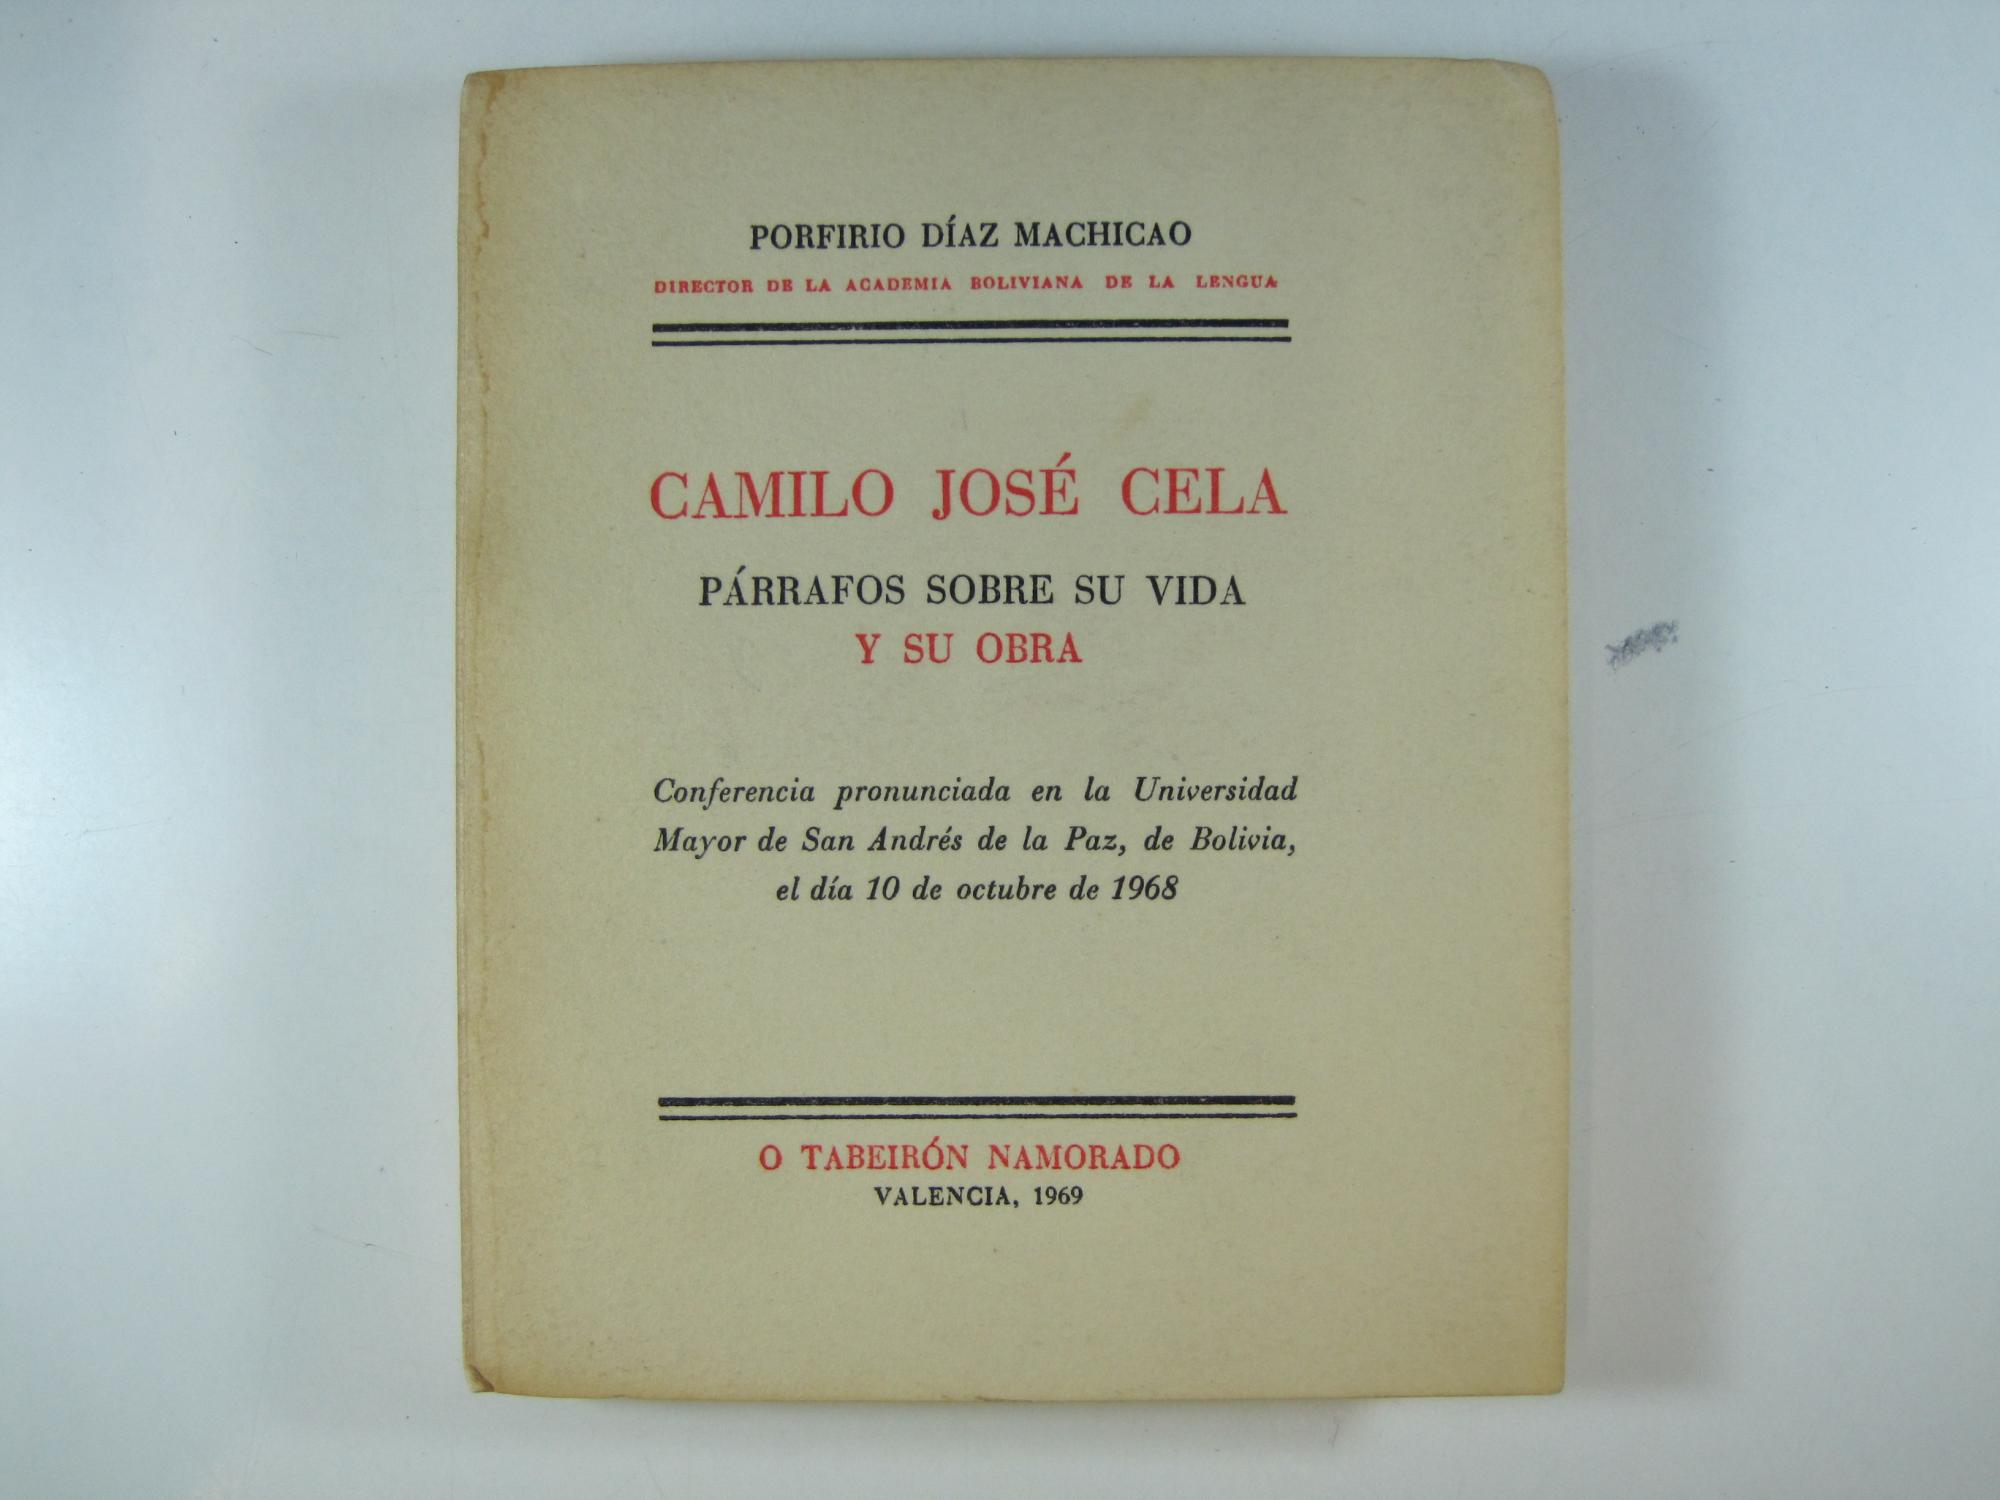 PORFIRIO DÍAZ MACHICAO
DIRECTOR DE LA ACADEMIA BOLIVIANA DE LA LENGUA
CAMILO JOSÉ CELA
PÁRRAFOS SOBRE SU VIDA
Y SU OBRA
Conferencia pronunciada en la Universidad
Mayor de San Andrés de la Paz, de Bolivia,
el día 10 de octubre de 1968
O TABEIRÓN NAMORADO
VALENCIA, 1969